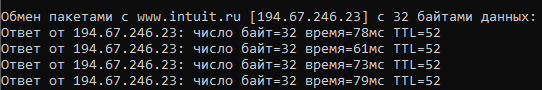 Обмен пакетами с www.intuit.ru [194.67.246.23] с 32 байтами данных:
Ответ от 194.67.246.23: число байт=32 время=78мс TTL=52
Ответ от 194.67.246.23: число байт=32 время=61мс TTL=52
Ответ от 194.67.246.23: число байт=32 время=73мс TTL=52
Ответ от 194.67.246.23: число байт=32 время=79мс TTL=52